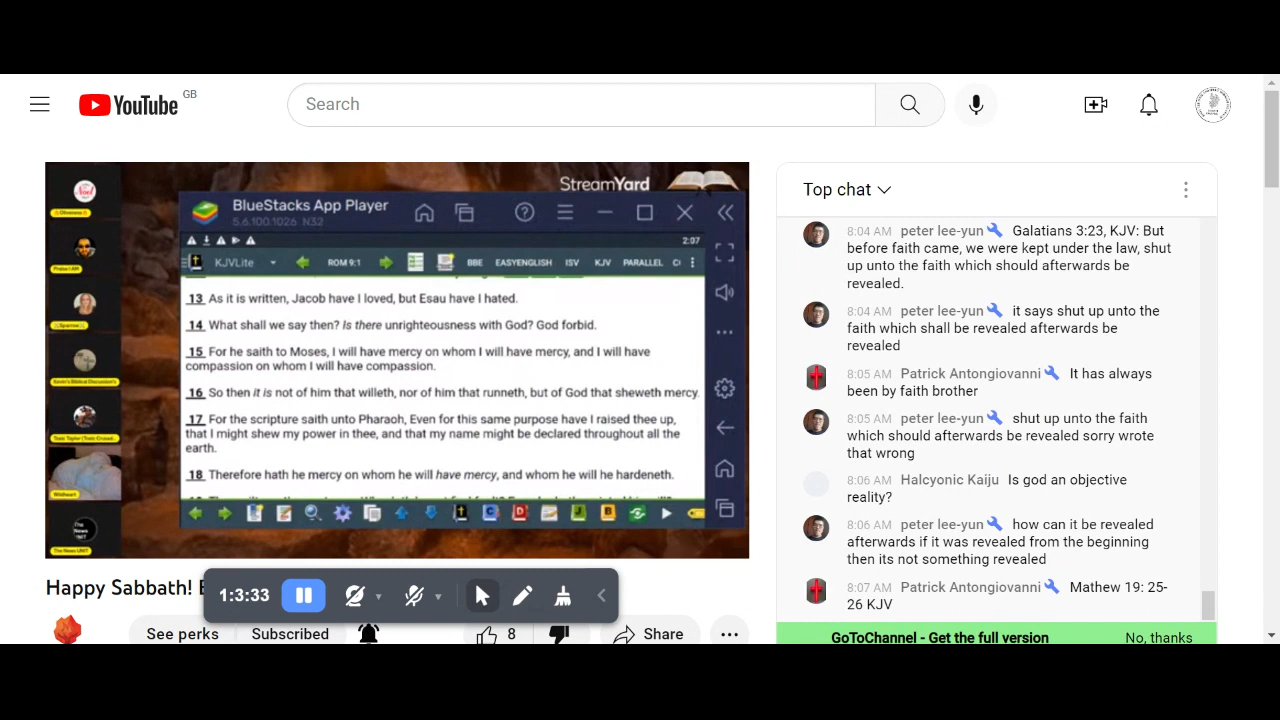 YouTube GB
Search
StreamYard
BlueStacks App Player
5.6.100.1026 N32
2:07
KJVLite ROM 9:1 BBE EASYENGLISH ISV KJV PARALLEL
13 As it is written, Jacob have I loved, but Esau have I hated.
14 What shall we say then? Is there unrighteousness with God? God forbid.
15 For he saith to Moses, I will have mercy on whom I will have mercy, and I will have
compassion on whom I will have compassion.
16 So then it is not of him that willeth, nor of him that runneth, but of God that sheweth mercy.
17 For the scripture saith unto Pharaoh, Even for this same purpose have I raised thee up,
that I might shew my power in thee, and that my name might be declared throughout all the
earth.
18 Therefore hath he mercy on whom he will have mercy, and whom he will he hardeneth.
Praise I AM
Kevin's Biblical Discussion's
Wildheart
The News UNIT
Happy Sabbath!
1:3:33
See perks
Subscribed
8
Share
Top chat
8:04 AM peter lee-yun Galatians 3:23, KJV: But
before faith came, we were kept under the law, shut
up unto the faith which should afterwards be
revealed.
8:04 AM peter lee-yun it says shut up unto the
faith which shall be revealed afterwards be
revealed
8:05 AM Patrick Antongiovanni It has always
been by faith brother
8:05 AM peter lee-yun shut up unto the faith
which should afterwards be revealed sorry wrote
that wrong
8:06 AM Halcyonic Kaiju Is god an objective
reality?
8:06 AM peter lee-yun how can it be revealed
afterwards if it was revealed from the beginning
then its not something revealed
8:07 AM Patrick Antongiovanni Mathew 19: 25-
26 KJV
GoToChannel - Get the full version No, thanks